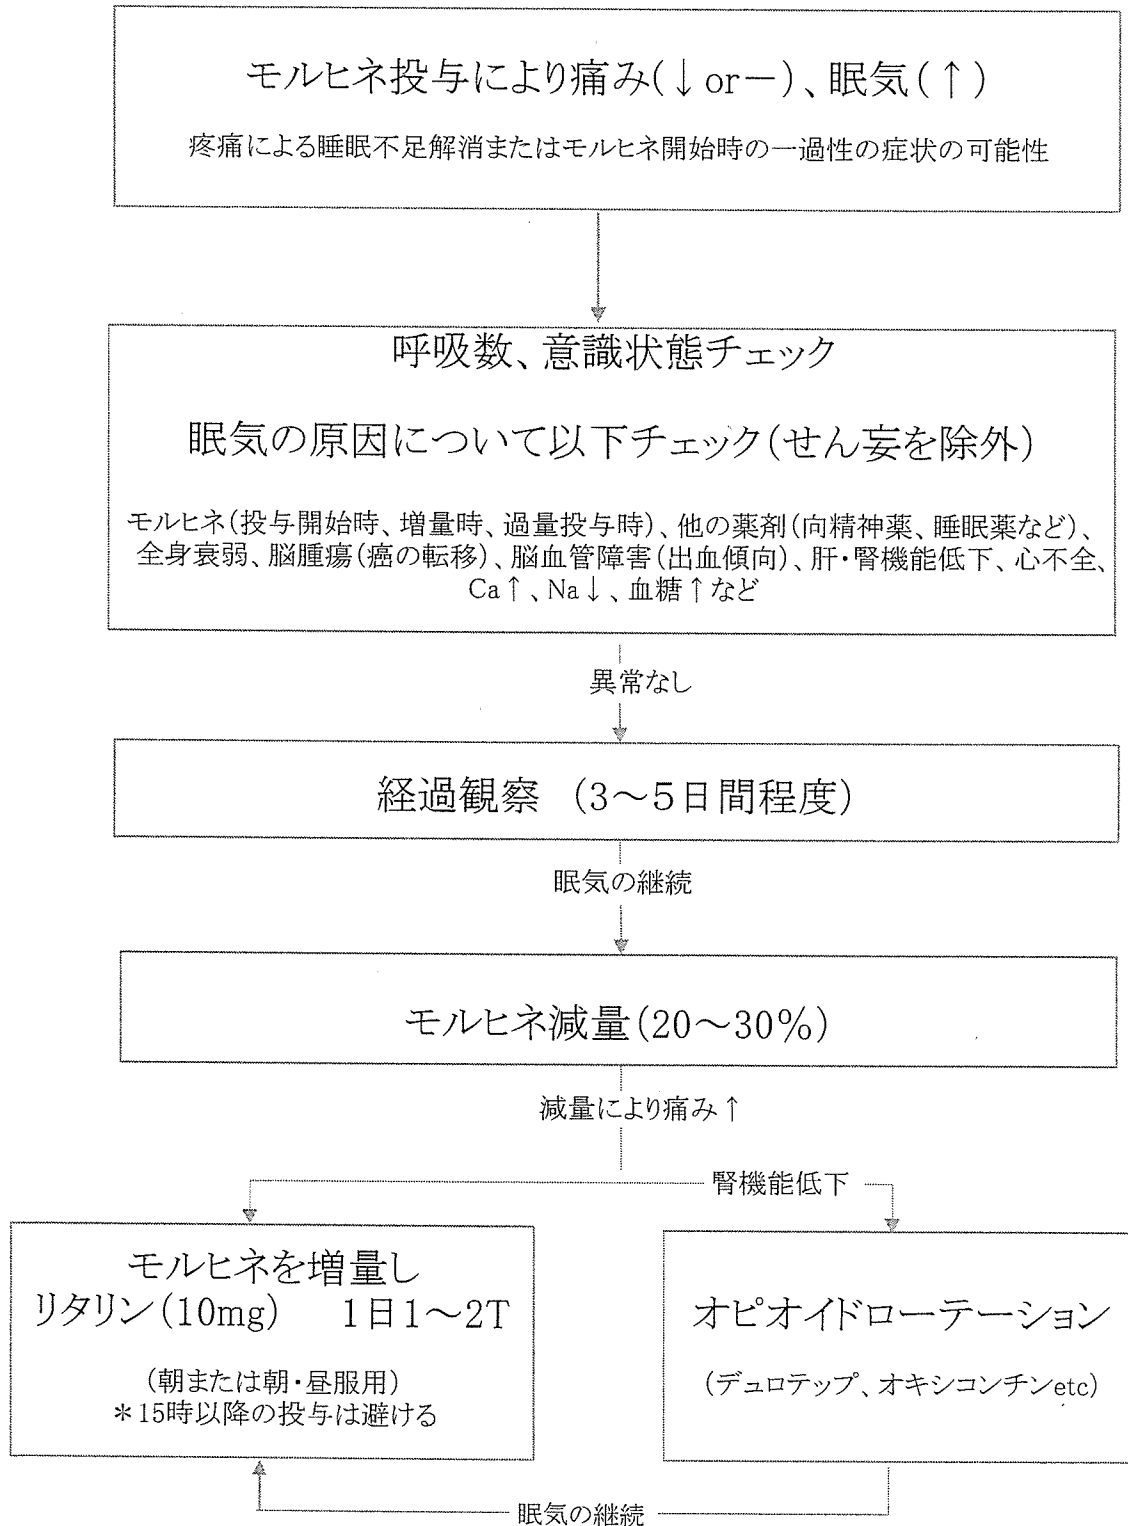 モルヒネ投与により痛み(↓or－)、眠気(↑)
疼痛による睡眠不足解消またはモルヒネ開始時の一過性の症状の可能性
呼吸数、意識状態チェック
眠気の原因について以下チェック(せん妄を除外)
モルヒネ(投与開始時、増量時、過量投与時)、他の薬剤(向精神薬、睡眠薬など)、
全身衰弱、脳腫瘍(癌の転移)、脳血管障害(出血傾向)、肝・腎機能低下、心不全、
Ca↑、Na↓、血糖↑など
異常なし
経過観察 (3～5日間程度)
眠気の継続
モルヒネ減量(20～30%)
減量により痛み↑
腎機能低下
モルヒネを増量し
リタリン(10mg) 1日1～2T
(朝または朝・昼服用)
＊15時以降の投与は避ける
オピオイドローテーション
(デュロテップ、オキシコンチンetc)
眠気の継続